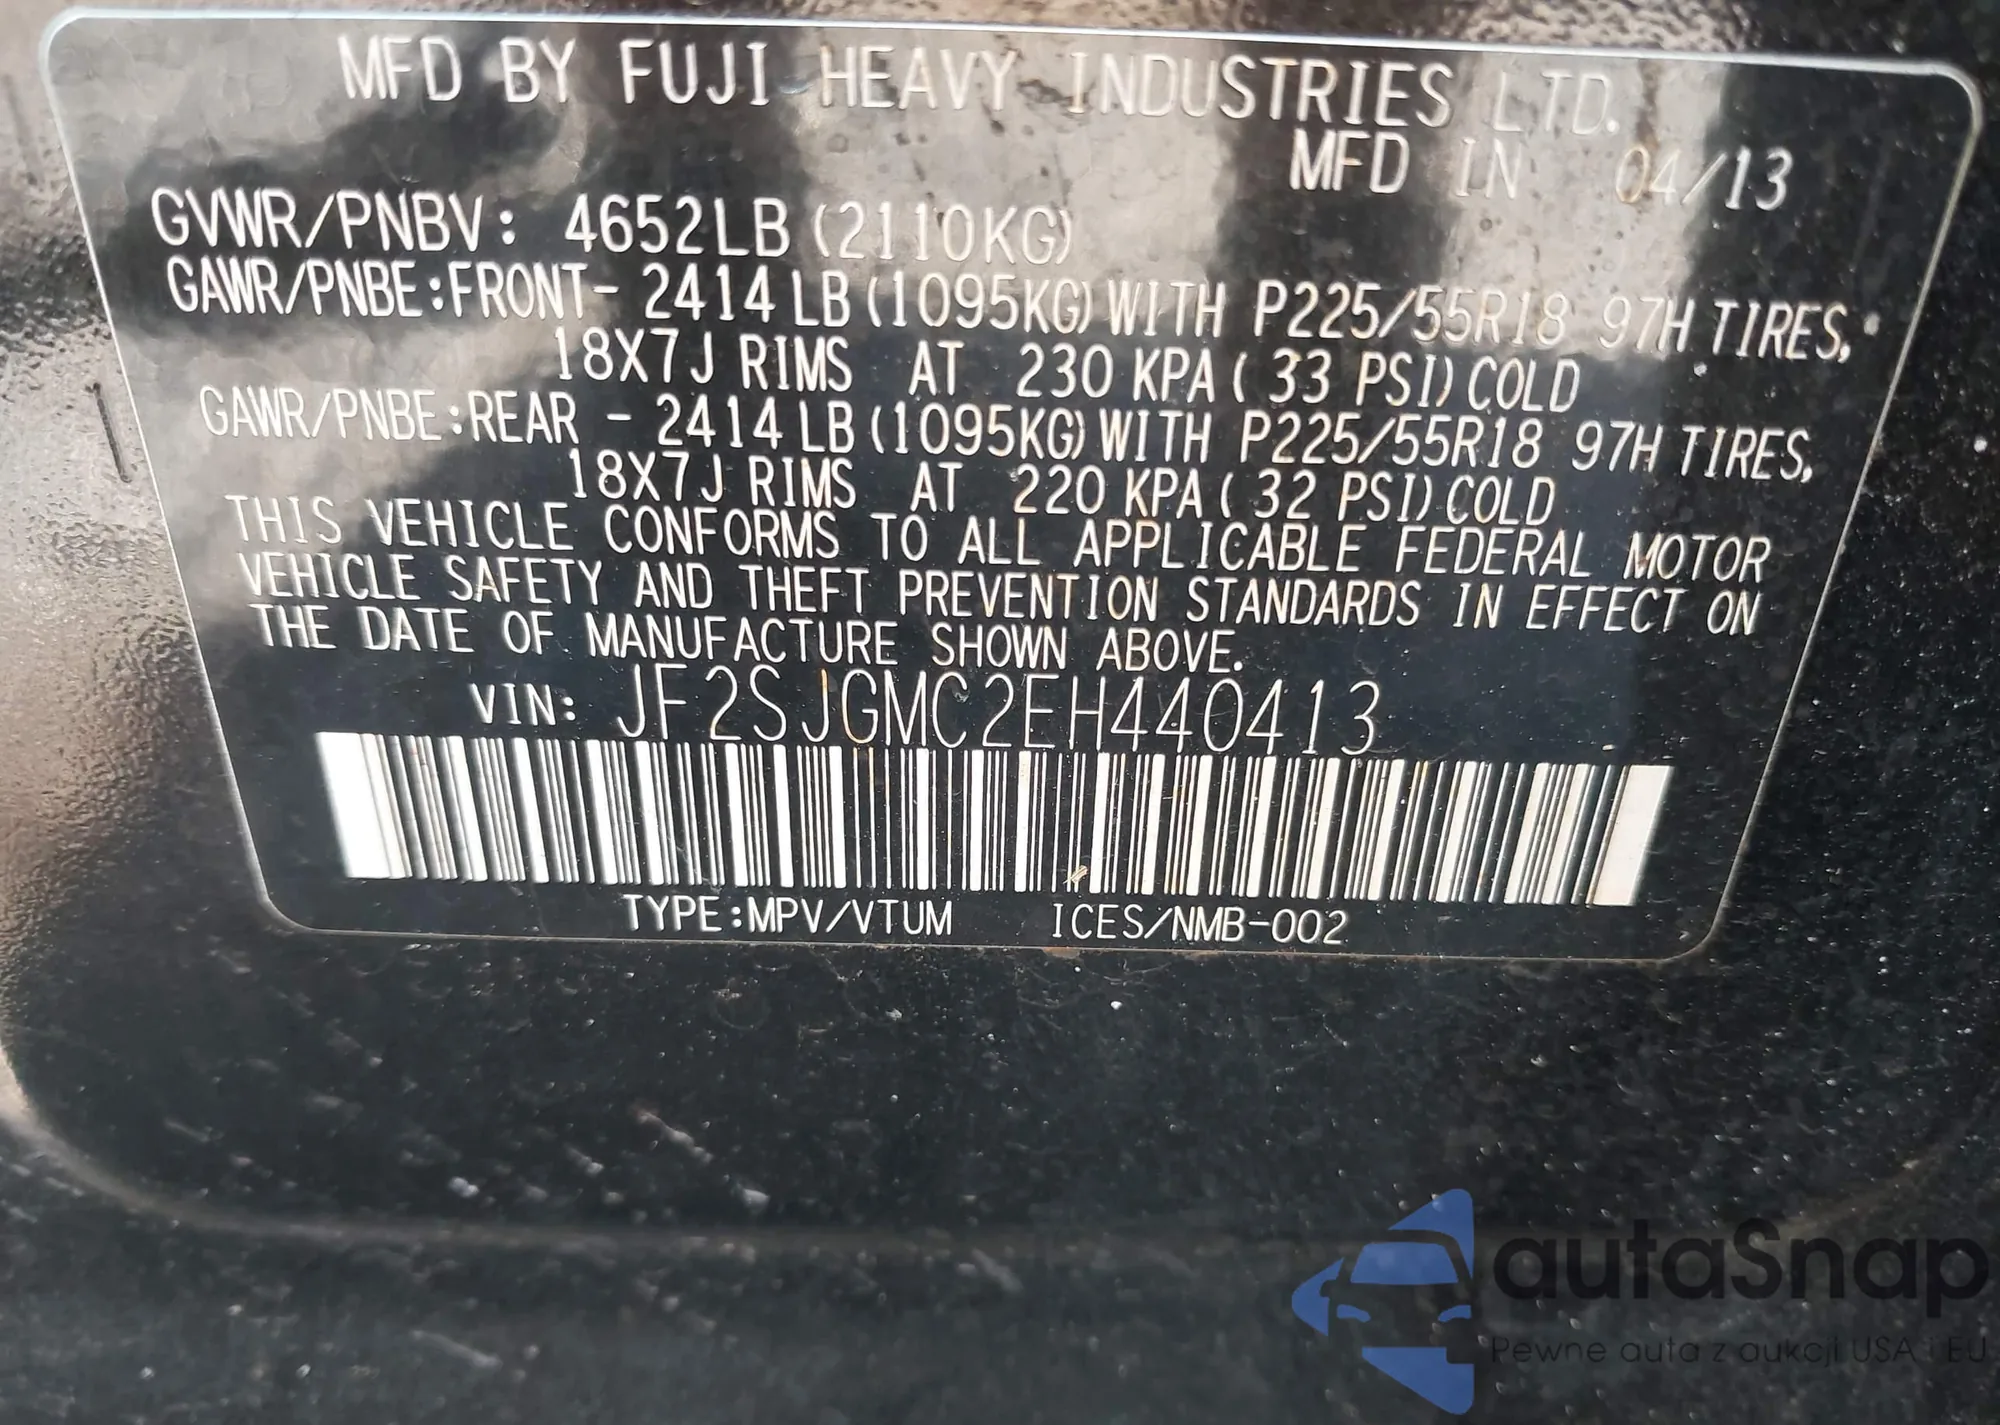 MFD BY FUJI HEAVY INDUSTRIES LTD.
MFD IN 04/13
GVWR/PNBV: 4652LB (2110KG)
GAWR/PNBE:FRONT- 2414 LB (1095KG) WITH P225/55R18 97H TIRES,
18X7J RIMS AT 230 KPA ( 33 PSI) COLD
GAWR/PNBE:REAR - 2414 LB (1095KG) WITH P225/55R18 97H TIRES,
18X7J RIMS AT 220 KPA ( 32 PSI) COLD
THIS VEHICLE CONFORMS TO ALL APPLICABLE FEDERAL MOTOR
VEHICLE SAFETY AND THEFT PREVENTION STANDARDS IN EFFECT ON
THE DATE OF MANUFACTURE SHOWN ABOVE.
VIN: JF2SJGMC2EH440413
TYPE:MPV/VTUM ICES/NMB-002
autaSnap
Pewne auta z aukcji USA i EU